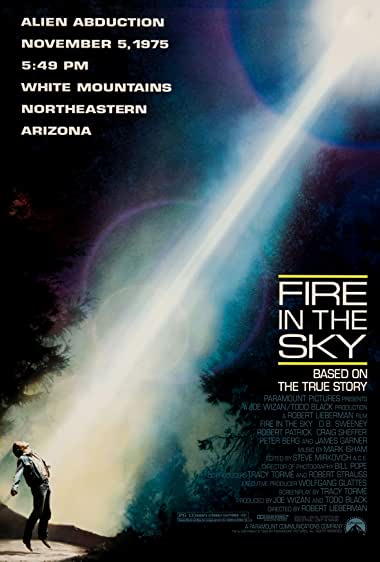 ALIEN ABDUCTION
NOVEMBER 5, 1975
5:49 PM
WHITE MOUNTAINS
NORTHEASTERN
ARIZONA
FIRE
IN THE
SKY
BASED ON
THE TRUE STORY
PARAMOUNT PICTURES PRESENTS
A JOE WIZAN/TODD BLACK PRODUCTION
A ROBERT LIEBERMAN FILM
FIRE IN THE SKY D.B. SWEENEY
ROBERT PATRICK CRAIG SHEFFER
PETER BERG AND JAMES GARNER
MUSIC BY MARK ISHAM
EDITED BY STEVE MIRKOVICH A.C.E.
DIRECTOR OF PHOTOGRAPHY BILL POPE
TRACY TORMÉ AND ROBERT STRAUSS
EXECUTIVE PRODUCER WOLFGANG GLATTES
SCREENPLAY BY TRACY TORMÉ
PRODUCED BY JOE WIZAN AND TODD BLACK
DIRECTED BY ROBERT LIEBERMAN
PG-13
A PARAMOUNT COMMUNICATIONS COMPANY
Paramount